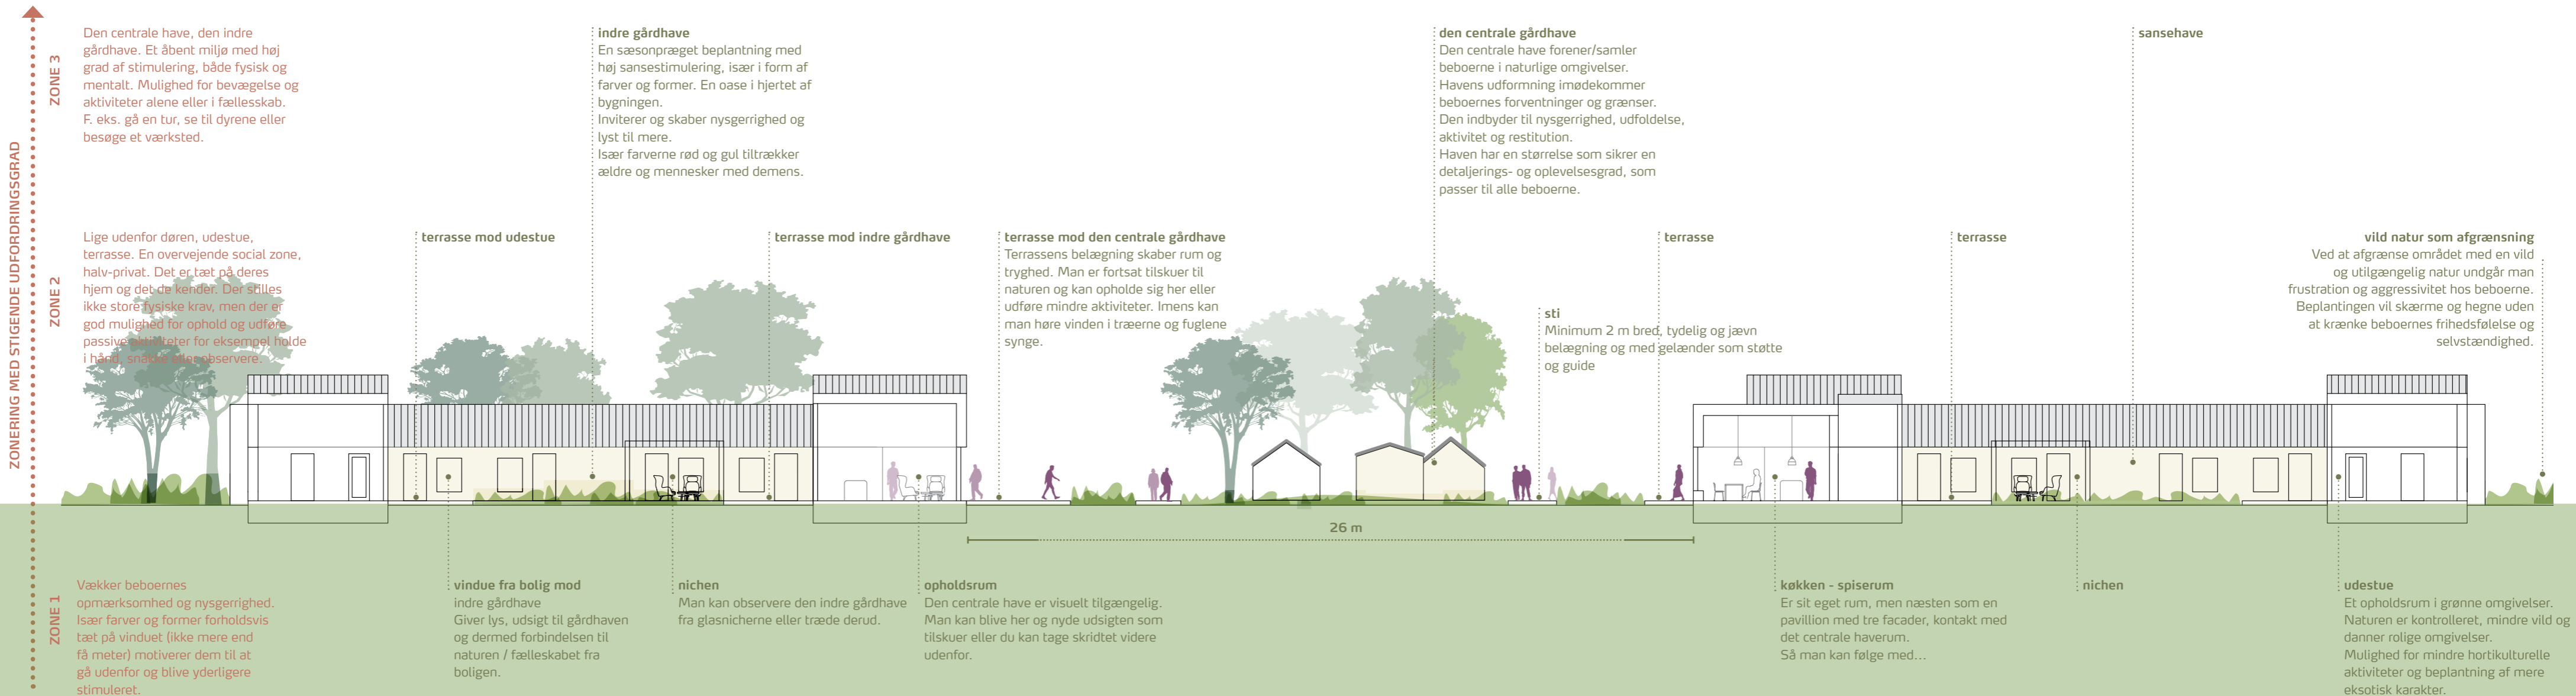 ZONERING MED STIGENDE UDFORDRINGSGRAD
ZONE 3
Den centrale have, den indre
gårdhave. Et åbent miljø med høj
grad af stimulering, både fysisk og
mentalt. Mulighed for bevægelse og
aktiviteter alene eller i fællesskab.
F. eks. gå en tur, se til dyrene eller
besøge et værksted.
indre gårdhave
En sæsonpræget beplantning med
høj sansestimulering, især i form af
farver og former. En oase i hjertet af
bygningen.
Inviterer og skaber nysgerrighed og
lyst til mere.
Især farverne rød og gul tiltrækker
ældre og mennesker med demens.
den centrale gårdhave
Den centrale have forener/samler
beboerne i naturlige omgivelser.
Havens udformning imødekommer
beboernes forventninger og grænser.
Den indbyder til nysgerrighed, udfoldelse,
aktivitet og restitution.
Haven har en størrelse som sikrer en
detaljerings- og oplevelsesgrad, som
passer til alle beboerne.
sansehave
ZONE 2
Lige udenfor døren, udestue,
terrasse. En overvejende social zone,
halv-privat. Det er tæt på deres
hjem og det de kender. Der stilles
ikke store fysiske krav, men der er
god mulighed for ophold og udføre
passive aktiviteter for eksempel holde
i hånd, snakke eller observere.
terrasse mod udestue
terrasse mod indre gårdhave
terrasse mod den centrale gårdhave
Terrassens belægning skaber rum og
tryghed. Man er fortsat tilskuer til
naturen og kan opholde sig her eller
udføre mindre aktiviteter. Imens kan
man høre vinden i træerne og fuglene
synge.
sti
Minimum 2 m bred, tydelig og jævn
belægning og med gelænder som støtte
og guide
terrasse
terrasse
vild natur som afgrænsning
Ved at afgrænse området med en vild
og utilgængelig natur undgår man
frustration og aggressivitet hos beboerne.
Beplantingen vil skærme og hegne uden
at krænke beboernes frihedsfølelse og
selvstændighed.
26 m
ZONE 1
Vækker beboernes
opmærksomhed og nysgerrighed.
Især farver og former forholdsvis
tæt på vinduet (ikke mere end
få meter) motiverer dem til at
gå udenfor og blive yderligere
stimuleret.
vindue fra bolig mod
indre gårdhave
Giver lys, udsigt til gårdhaven
og dermed forbindelsen til
naturen / fælleskabet fra
boligen.
nichen
Man kan observere den indre gårdhave
fra glasnicherne eller træde derud.
opholdsrum
Den centrale have er visuelt tilgængelig.
Man kan blive her og nyde udsigten som
tilskuer eller du kan tage skridtet videre
udenfor.
køkken - spiserum
Er sit eget rum, men næsten som en
pavillion med tre facader, kontakt med
det centrale haverum.
Så man kan følge med...
nichen
udestue
Et opholdsrum i grønne omgivelser.
Naturen er kontrolleret, mindre vild og
danner rolige omgivelser.
Mulighed for mindre hortikulturelle
aktiviteter og beplantning af mere
eksotisk karakter.